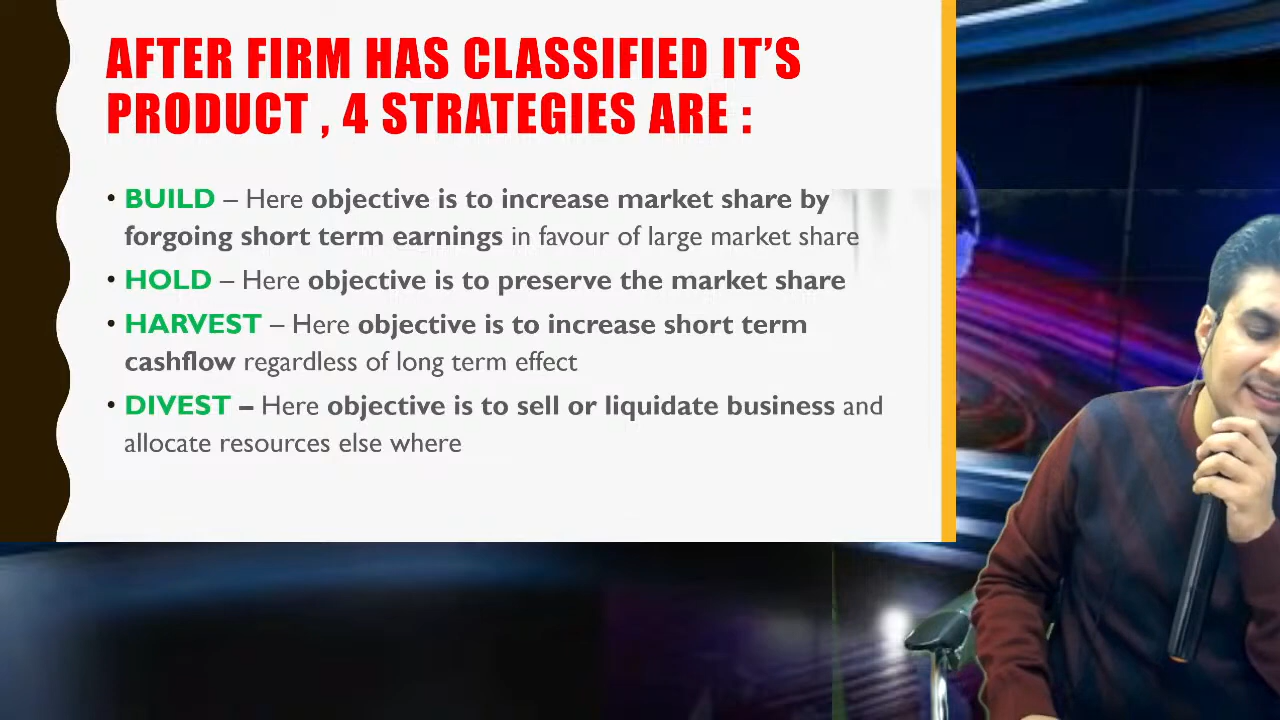 AFTER FIRM HAS CLASSIFIED IT’S
PRODUCT , 4 STRATEGIES ARE :
• BUILD – Here objective is to increase market share by
forgoing short term earnings in favour of large market share
• HOLD – Here objective is to preserve the market share
• HARVEST – Here objective is to increase short term
cashflow regardless of long term effect
• DIVEST – Here objective is to sell or liquidate business and
allocate resources else where